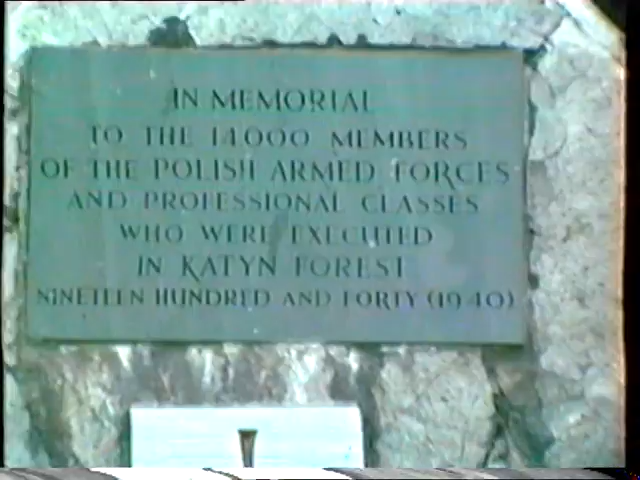 IN MEMORIAL
TO THE 14000 MEMBERS
OF THE POLISH ARMED FORCES
AND PROFESSIONAL CLASSES
WHO WERE EXECUTED
IN KATYN FOREST
NINETEEN HUNDRED AND FORTY (1940)